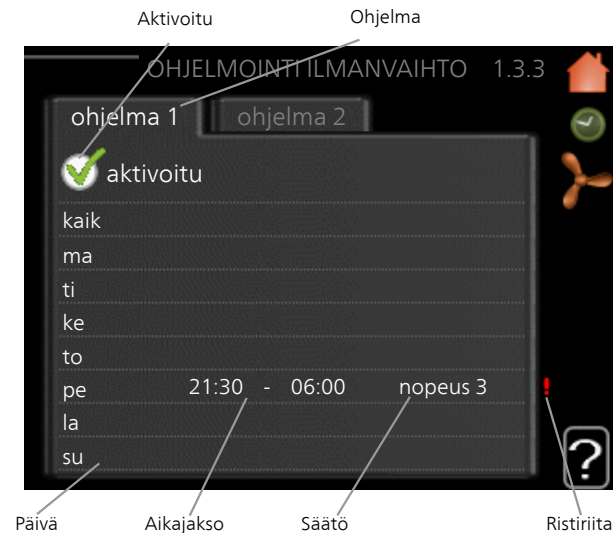 Aktivoitu Ohjelma
OHJELMOINTI ILMANVAIHTO 1.3.3
ohjelma 1 ohjelma 2
aktivoitu
kaik
ma
ti
ke
to
pe 21:30 - 06:00 nopeus 3 !
la
su
?
Päivä Aikajakso Säätö Ristiriita